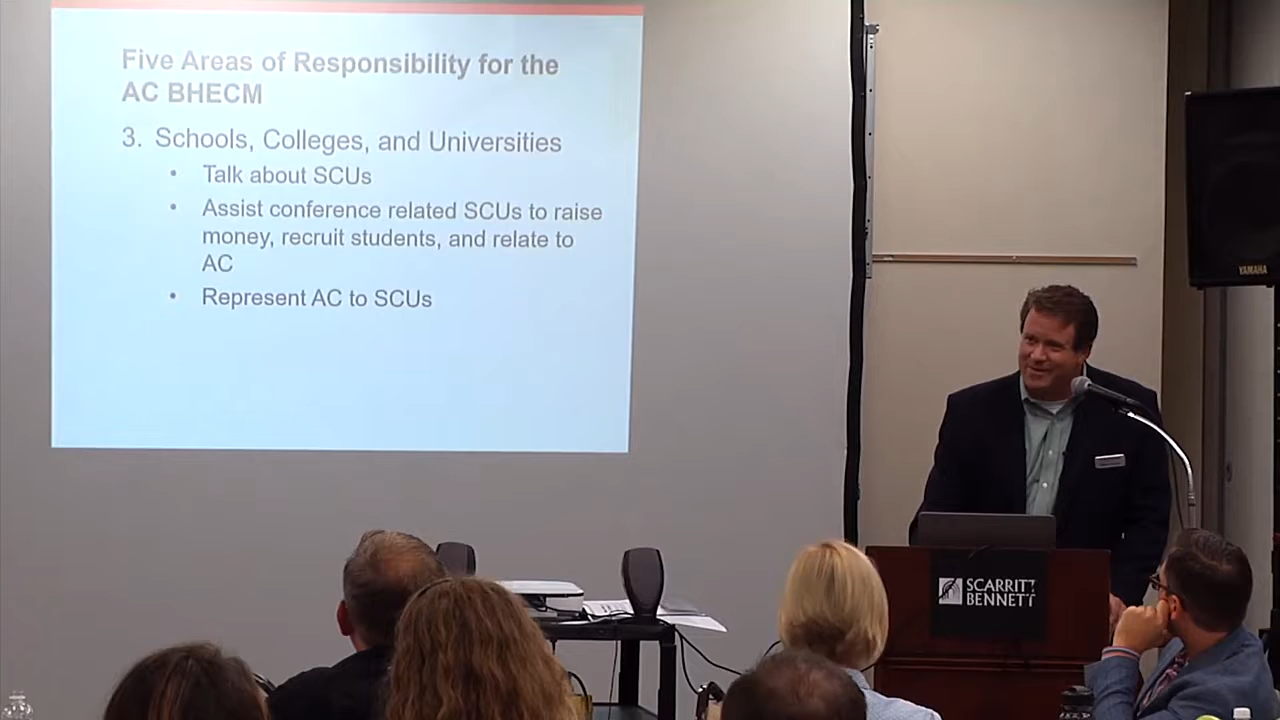 Five Areas of Responsibility for the
AC BHECM
3. Schools, Colleges, and Universities
• Talk about SCUs
• Assist conference related SCUs to raise
money, recruit students, and relate to
AC
• Represent AC to SCUs
YAMAHA
SCARRITT
BENNETT